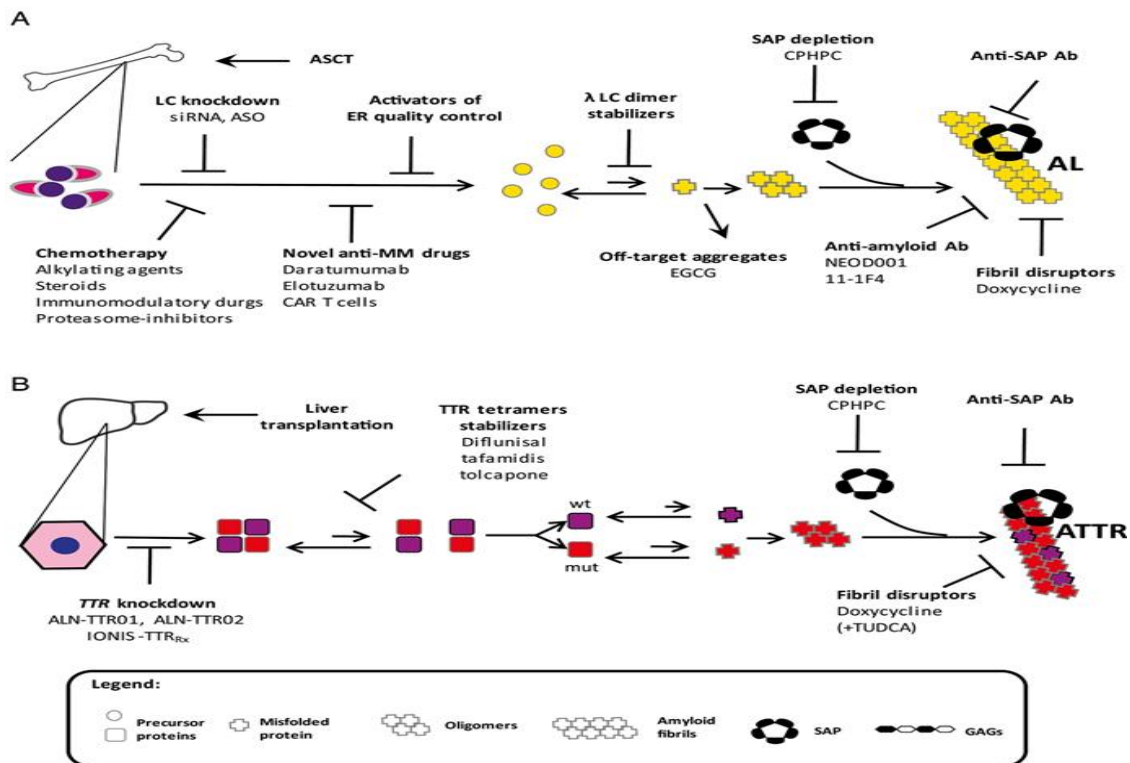 A
ASCT
LC knockdown
siRNA, ASO
Activators of
ER quality control
λ LC dimer
stabilizers
SAP depletion
CPHPC
Anti-SAP Ab
AL
Chemotherapy
Alkylating agents
Steroids
Immunomodulatory durgs
Proteasome-inhibitors
Novel anti-MM drugs
Daratumumab
Elotuzumab
CAR T cells
Off-target aggregates
EGCG
Anti-amyloid Ab
NEOD001
11-1F4
Fibril disruptors
Doxycycline
B
Liver
transplantation
TTR tetramers
stabilizers
Diflunisal
tafamidis
tolcapone
SAP depletion
CPHPC
Anti-SAP Ab
wt
mut
ATTR
TTR knockdown
ALN-TTR01, ALN-TTR02
IONIS-TTRRx
Fibril disruptors
Doxycycline
(+TUDCA)
Legend:
Precursor
proteins
Misfolded
protein
Oligomers
Amyloid
fibrils
SAP
GAGs